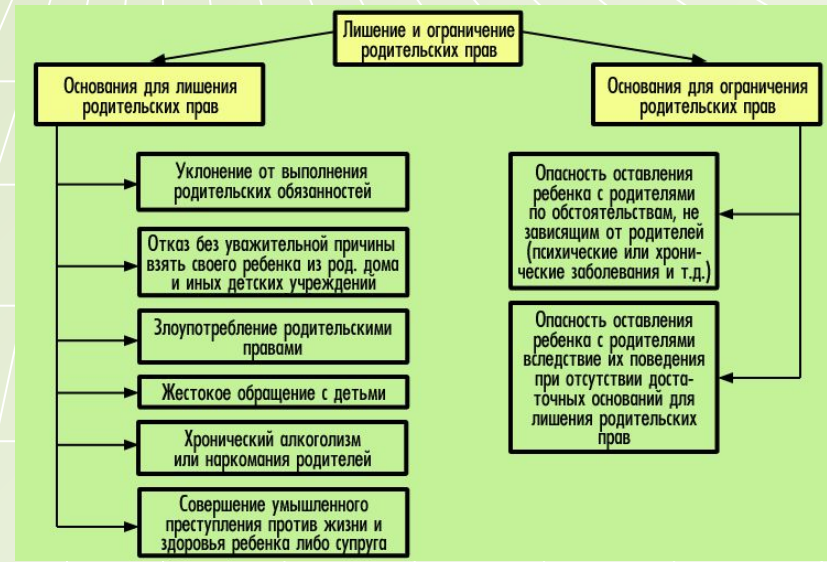 Лишение и ограничение
родительских прав
Основания для лишения
родительских прав
Основания для ограничения
родительских прав
Уклонение от выполнения
родительских обязанностей
Отказ без уважительной причины
взять своего ребенка из род. дома
и иных детских учреждений
Злоупотребление родительскими
правами
Жестокое обращение с детьми
Хронический алкоголизм
или наркомания родителей
Совершение умышленного
преступления против жизни и
здоровья ребенка либо супруга
Опасность оставления
ребенка с родителями
по обстоятельствам, не
зависящим от родителей
(психические или хрони-
ческие заболевания и т.д.)
Опасность оставления
ребенка с родителями
вследствие их поведения
при отсутствии доста-
точных оснований для
лишения родительских
прав